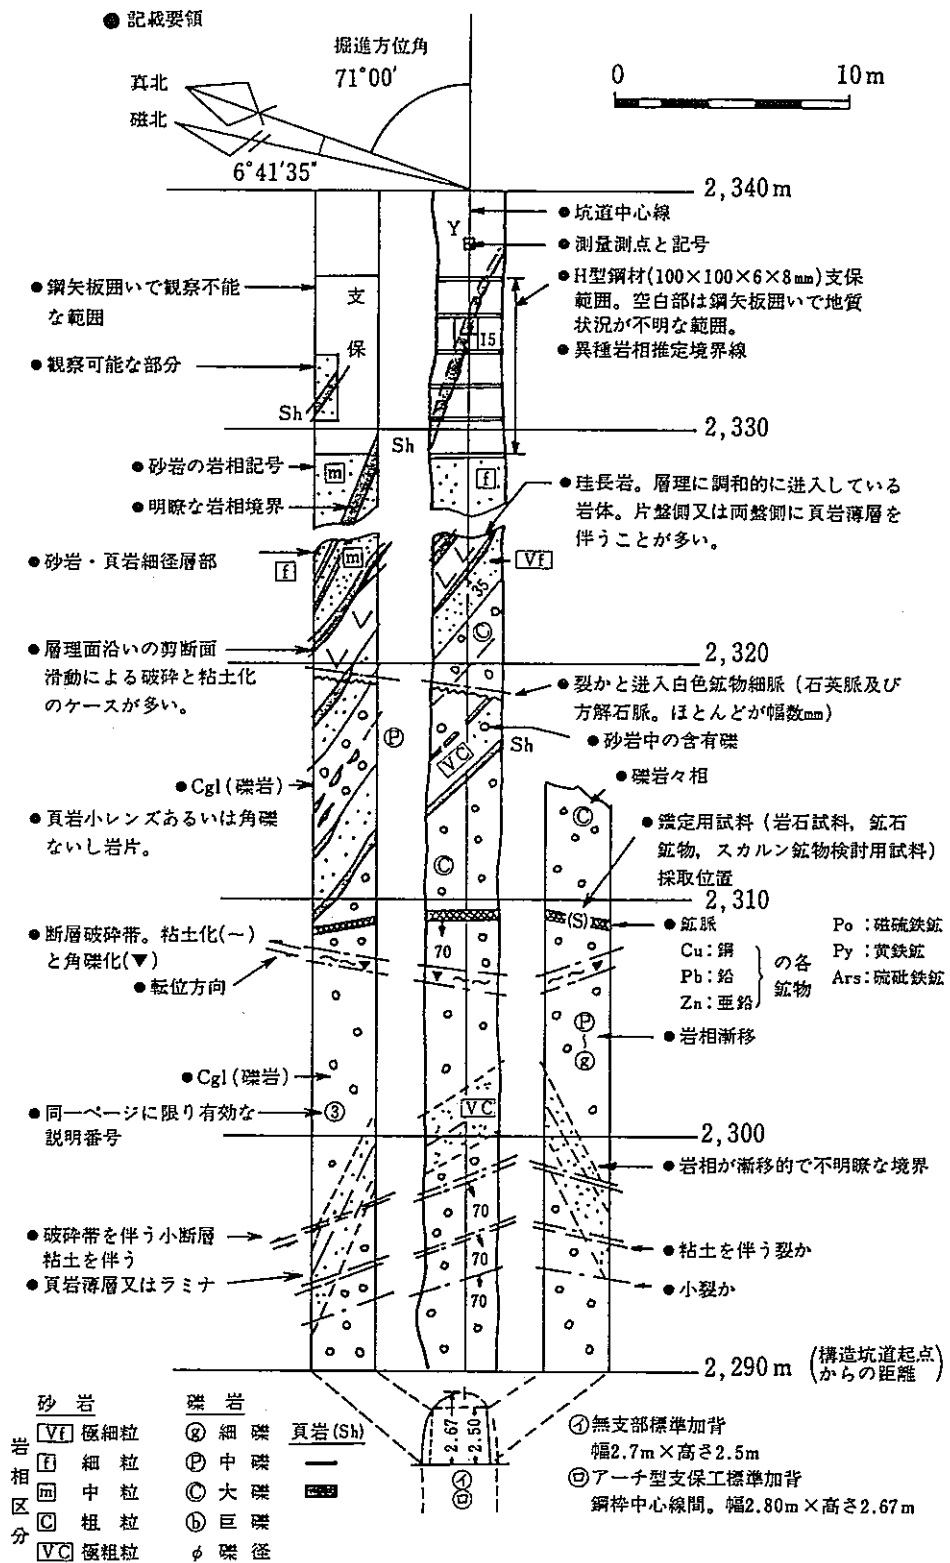 ● 記載要領
掘進方位角
71°00′
真北
磁北
6°41′35″
0 10m
2,340m
● 坑道中心線
Y
● 測量測点と記号
● H型鋼材(100×100×6×8mm)支保
範囲。空白部は鋼矢板囲いで地質
状況が不明な範囲。
● 異種岩相推定境界線
● 鋼矢板囲いで観察不能
な範囲
支
保
15
● 観察可能な部分
Sh
2,330
Sh
● 砂岩の岩相記号
m
f
● 明瞭な岩相境界
● 珪長岩。層理に調和的に迸入している
岩体。片盤側又は両盤側に頁岩薄層を
伴うことが多い。
● 砂岩・頁岩細径層部
f
m
Vf
35
C
● 層理面沿いの剪断面
滑動による破砕と粘土化
のケースが多い。
2,320
● 裂かと迸入白色鉱物細脈(石英脈及び
方解石脈。ほとんどが幅数mm)
P
VC
Sh
● 砂岩中の含有礫
● Cgl(礫岩)
● 礫岩々相
C
● 頁岩小レンズあるいは角礫
ないし岩片。
C
● 鑑定用試料(岩石試料,鉱石
鉱物,スカルン鉱物検討用試料)
採取位置
2,310
(S)
● 鉱脈
Cu:銅
Pb:鉛
Zn:亜鉛
の各
鉱物
Po:磁硫鉄鉱
Py:黄鉄鉱
Ars:硫砒鉄鉱
● 断層破砕帯。粘土化(~)
と角礫化(▼)
70
● 転位方向
P
~
g
● 岩相漸移
● Cgl(礫岩)
● 同一ページに限り有効な
説明番号
③
VC
2,300
● 岩相が漸移的で不明瞭な境界
70
● 破砕帯を伴う小断層
粘土を伴う
70
● 粘土を伴う裂か
● 頁岩薄層又はラミナ
70
● 小裂か
2,290m (構造坑道起点
からの距離)
岩相区分
砂岩
Vf 極細粒
f 細粒
m 中粒
C 粗粒
VC 極粗粒
礫岩
g 細礫
P 中礫
C 大礫
b 巨礫
φ 礫径
頁岩(Sh)
2.67
2.50
イ
ロ
㋑無支部標準加背
幅2.7m×高さ2.5m
㋺アーチ型支保工標準加背
鋼枠中心線間。幅2.80m×高さ2.67m